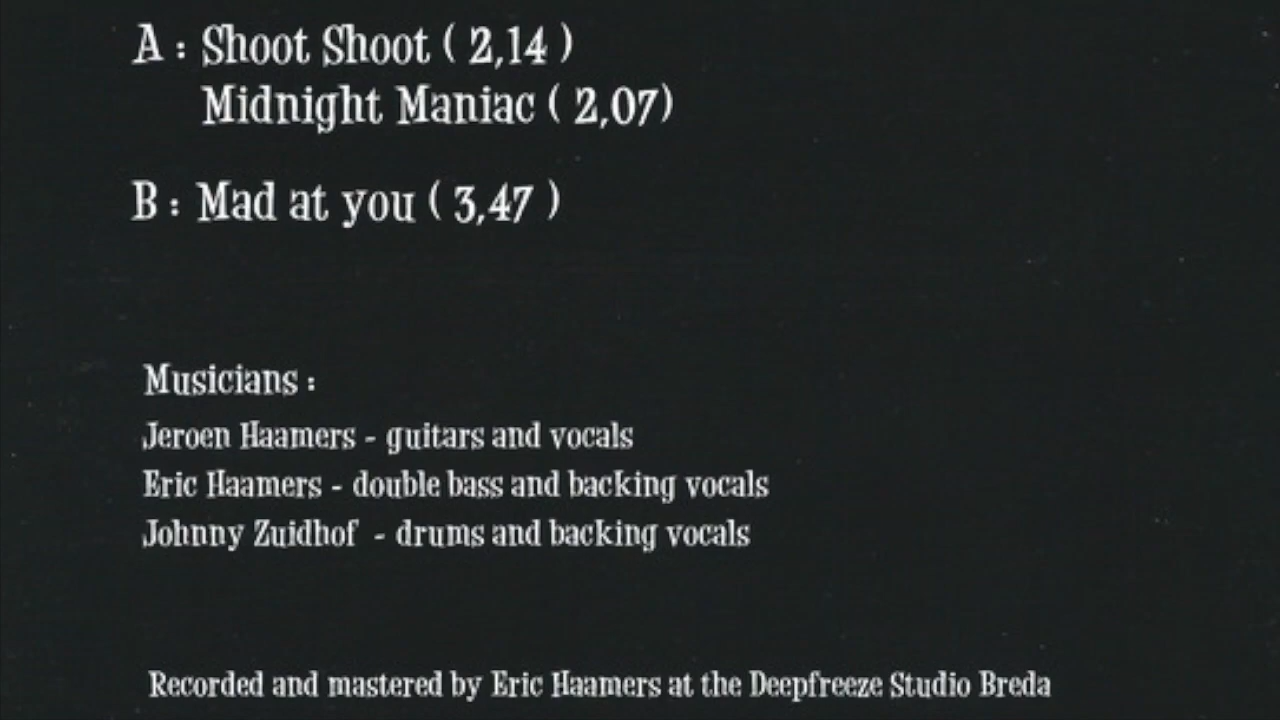 A : Shoot Shoot ( 2,14 )
Midnight Maniac ( 2,07)
B : Mad at you ( 3,47 )
Musicians :
Jeroen Haamers - guitars and vocals
Eric Haamers - double bass and backing vocals
Johnny Zuidhof - drums and backing vocals
Recorded and mastered by Eric Haamers at the Deepfreeze Studio Breda